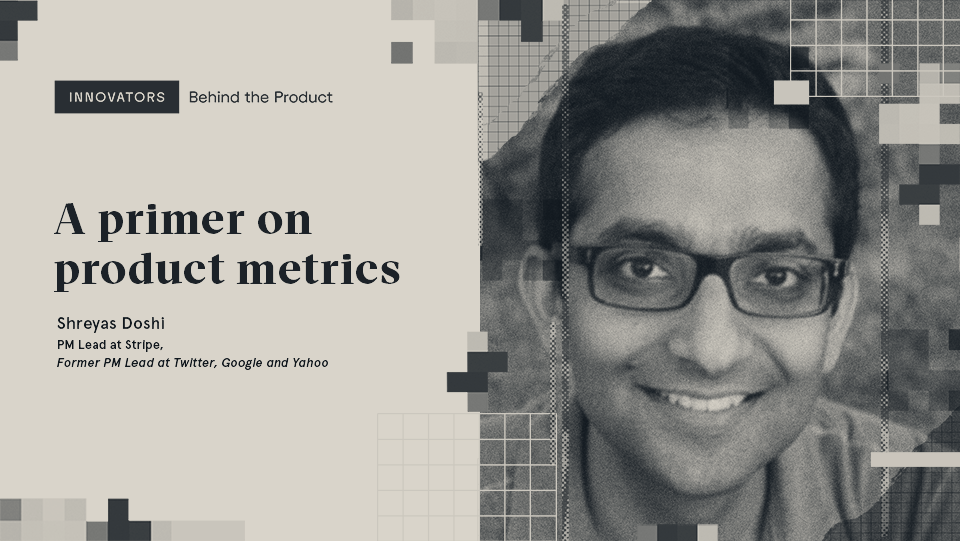 INNOVATORS Behind the Product
A primer on
product metrics
Shreyas Doshi
PM Lead at Stripe,
Former PM Lead at Twitter, Google and Yahoo